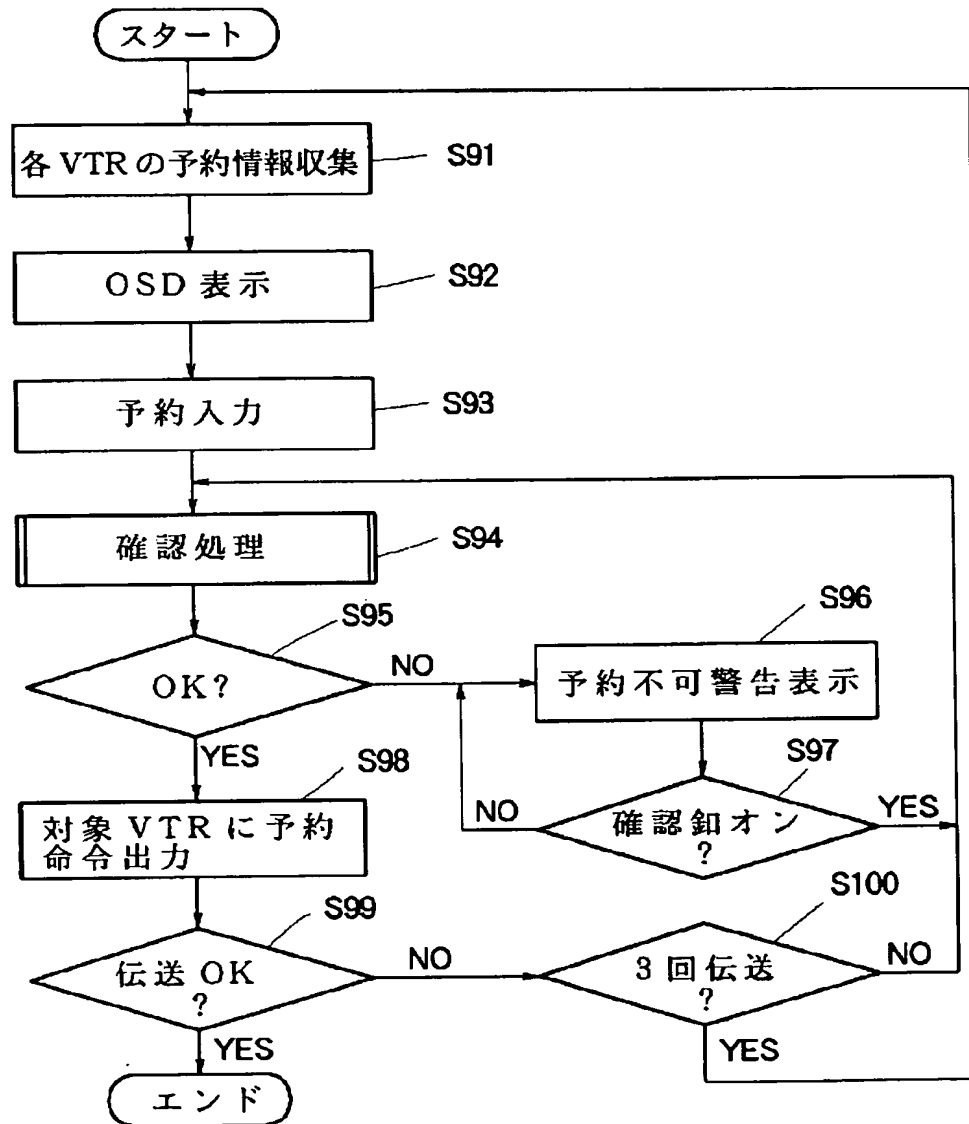 スタート
各VTRの予約情報収集
S91
OSD表示
S92
予約入力
S93
確認処理
S94
S95
OK?
NO
YES
S96
予約不可警告表示
S97
確認釦オン
?
NO
YES
S98
対象VTRに予約
命令出力
S99
伝送OK
?
NO
YES
S100
3回伝送
?
NO
YES
エンド